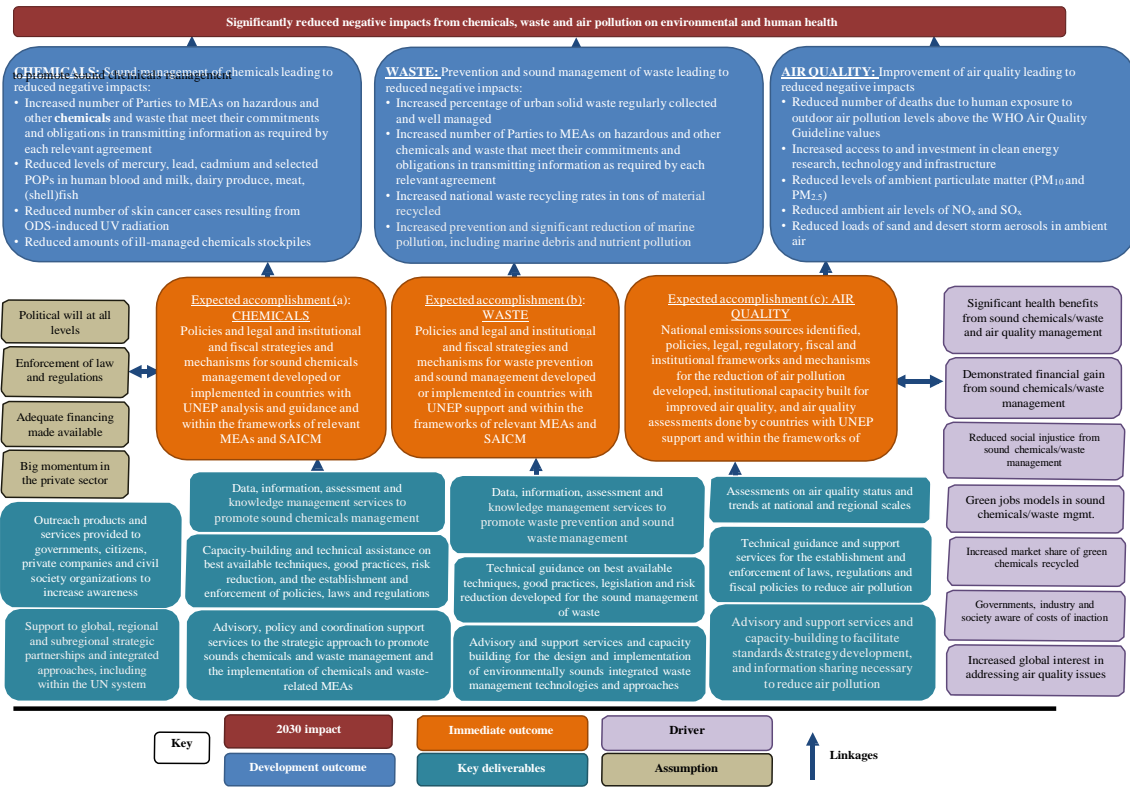 Significantly reduced negative impacts from chemicals, waste and air pollution on environmental and human health
to promote sound chemicals management
CHEMICALS: Sound management of chemicals leading to
reduced negative impacts:
• Increased number of Parties to MEAs on hazardous and
other chemicals and waste that meet their commitments
and obligations in transmitting information as required by
each relevant agreement
• Reduced levels of mercury, lead, cadmium and selected
POPs in human blood and milk, dairy produce, meat,
(shell)fish
• Reduced number of skin cancer cases resulting from
ODS-induced UV radiation
• Reduced amounts of ill-managed chemicals stockpiles
WASTE: Prevention and sound management of waste leading to
reduced negative impacts:
• Increased percentage of urban solid waste regularly collected
and well managed
• Increased number of Parties to MEAs on hazardous and other
chemicals and waste that meet their commitments and
obligations in transmitting information as required by each
relevant agreement
• Increased national waste recycling rates in tons of material
recycled
• Increased prevention and significant reduction of marine
pollution, including marine debris and nutrient pollution
AIR QUALITY: Improvement of air quality leading to
reduced negative impacts
• Reduced number of deaths due to human exposure to
outdoor air pollution levels above the WHO Air Quality
Guideline values
• Increased access to and investment in clean energy
research, technology and infrastructure
• Reduced levels of ambient particulate matter (PM10 and
PM2.5)
• Reduced ambient air levels of NOx and SOx
• Reduced loads of sand and desert storm aerosols in ambient
air
Political will at all
levels
Enforcement of law
and regulations
Adequate financing
made available
Big momentum in
the private sector
Expected accomplishment (a):
CHEMICALS
Policies and legal and institutional
and fiscal strategies and
mechanisms for sound chemicals
management developed or
implemented in countries with
UNEP analysis and guidance and
within the frameworks of relevant
MEAs and SAICM
Expected accomplishment (b):
WASTE
Policies and legal and institutional
and fiscal strategies and
mechanisms for waste prevention
and sound management developed
or implemented in countries with
UNEP support and within the
frameworks of relevant MEAs and
SAICM
Expected accomplishment (c): AIR
QUALITY
National emissions sources identified,
policies, legal, regulatory, fiscal and
institutional frameworks and mechanisms
for the reduction of air pollution
developed, institutional capacity built for
improved air quality, and air quality
assessments done by countries with UNEP
support and within the frameworks of
Significant health benefits
from sound chemicals/waste
and air quality management
Demonstrated financial gain
from sound chemicals/waste
management
Reduced social injustice from
sound chemicals/waste
management
Green jobs models in sound
chemicals/waste mgmt.
Increased market share of green
chemicals recycled
Governments, industry and
society aware of costs of inaction
Increased global interest in
addressing air quality issues
Outreach products and
services provided to
governments, citizens,
private companies and civil
society organizations to
increase awareness
Support to global, regional
and subregional strategic
partnerships and integrated
approaches, including
within the UN system
Data, information, assessment and
knowledge management services to
promote sound chemicals management
Capacity-building and technical assistance on
best available techniques, good practices, risk
reduction, and the establishment and
enforcement of policies, laws and regulations
Advisory, policy and coordination support
services to the strategic approach to promote
sounds chemicals and waste management and
the implementation of chemicals and waste-
related MEAs
Data, information, assessment and
knowledge management services to
promote waste prevention and sound
waste management
Technical guidance on best available
techniques, good practices, legislation and risk
reduction developed for the sound management
of waste
Advisory and support services and capacity
building for the design and implementation
of environmentally sounds integrated waste
management technologies and approaches
Assessments on air quality status and
trends at national and regional scales
Technical guidance and support
services for the establishment and
enforcement of laws, regulations and
fiscal policies to reduce air pollution
Advisory and support services and
capacity-building to facilitate
standards &strategy development,
and information sharing necessary
to reduce air pollution
Key
2030 impact
Immediate outcome
Driver
Development outcome
Key deliverables
Assumption
Linkages